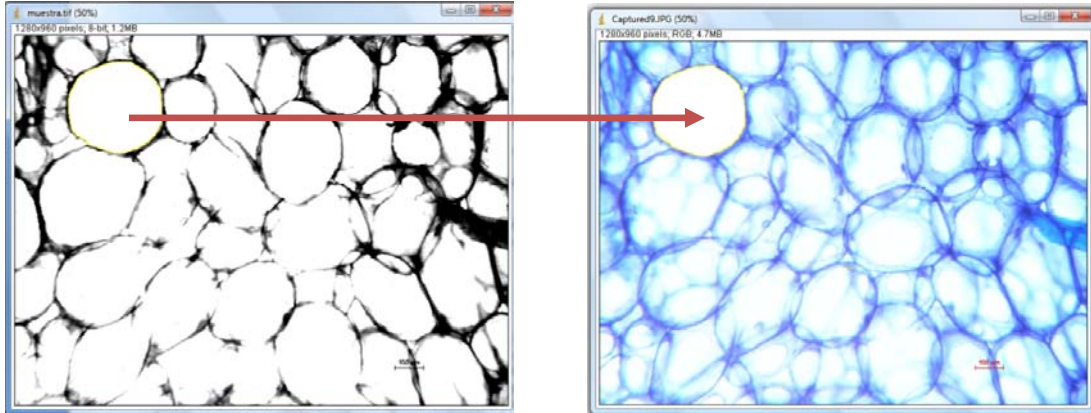 muestra.tif (50%)
1280x960 pixels; 8-bit; 1.2MB
Captured9.JPG (50%)
1280x960 pixels; RGB; 4.7MB